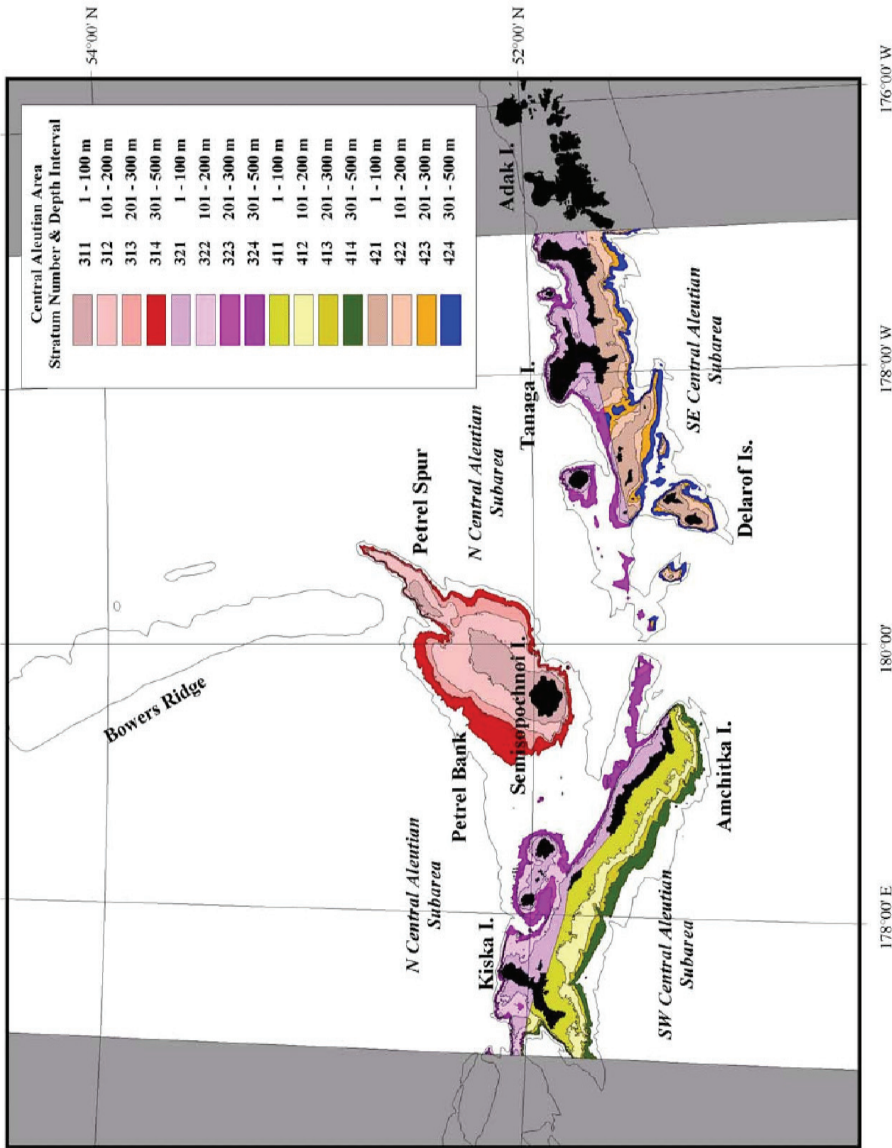 54°00' N
52°00' N
176°00' W
178°00' W
180°00'
178°00' E
Central Aleutian Area
Stratum Number & Depth Interval
311 1 - 100 m
312 101 - 200 m
313 201 - 300 m
314 301 - 500 m
321 1 - 100 m
322 101 - 200 m
323 201 - 300 m
324 301 - 500 m
411 1 - 100 m
412 101 - 200 m
413 201 - 300 m
414 301 - 500 m
421 1 - 100 m
422 101 - 200 m
423 201 - 300 m
424 301 - 500 m
Bowers Ridge
Kiska I.
N Central Aleutian
Subarea
Petrel Bank
Semisopochnoi I.
Petrel Spur
N Central Aleutian
Subarea
Tanaga I.
Adak I.
SW Central Aleutian
Subarea
Amchitka I.
Delarof Is.
SE Central Aleutian
Subarea